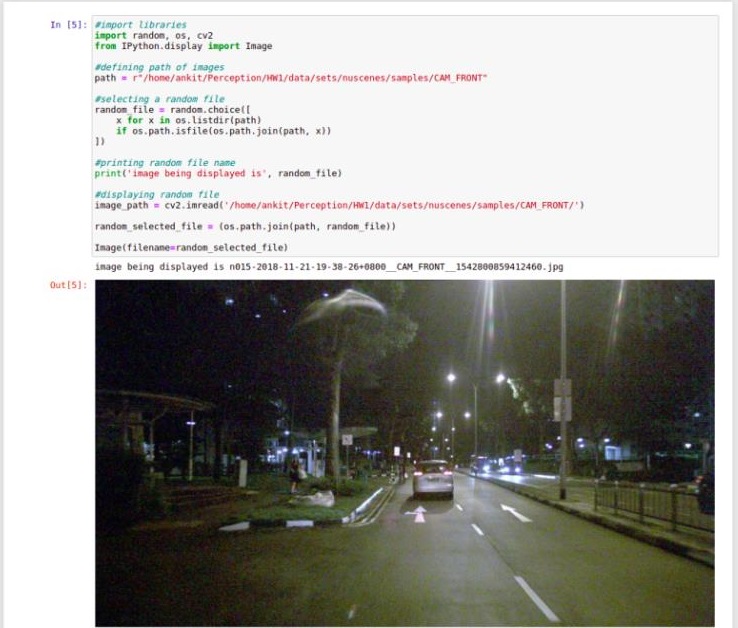 In [5]:
#import libraries
import random, os, cv2
from IPython.display import Image
#defining path of images
path = r"/home/ankit/Perception/HW1/data/sets/nuscenes/samples/CAM_FRONT"
#selecting a random file
random_file = random.choice([
    x for x in os.listdir(path)
    if os.path.isfile(os.path.join(path, x))
])
#printing random file name
print('image being displayed is', random_file)
#displaying random file
image_path = cv2.imread('/home/ankit/Perception/HW1/data/sets/nuscenes/samples/CAM_FRONT/')
random_selected_file = (os.path.join(path, random_file))
Image(filename=random_selected_file)
image being displayed is n015-2018-11-21-19-38-26+0800__CAM_FRONT__1542800859412460.jpg
Out[5]: